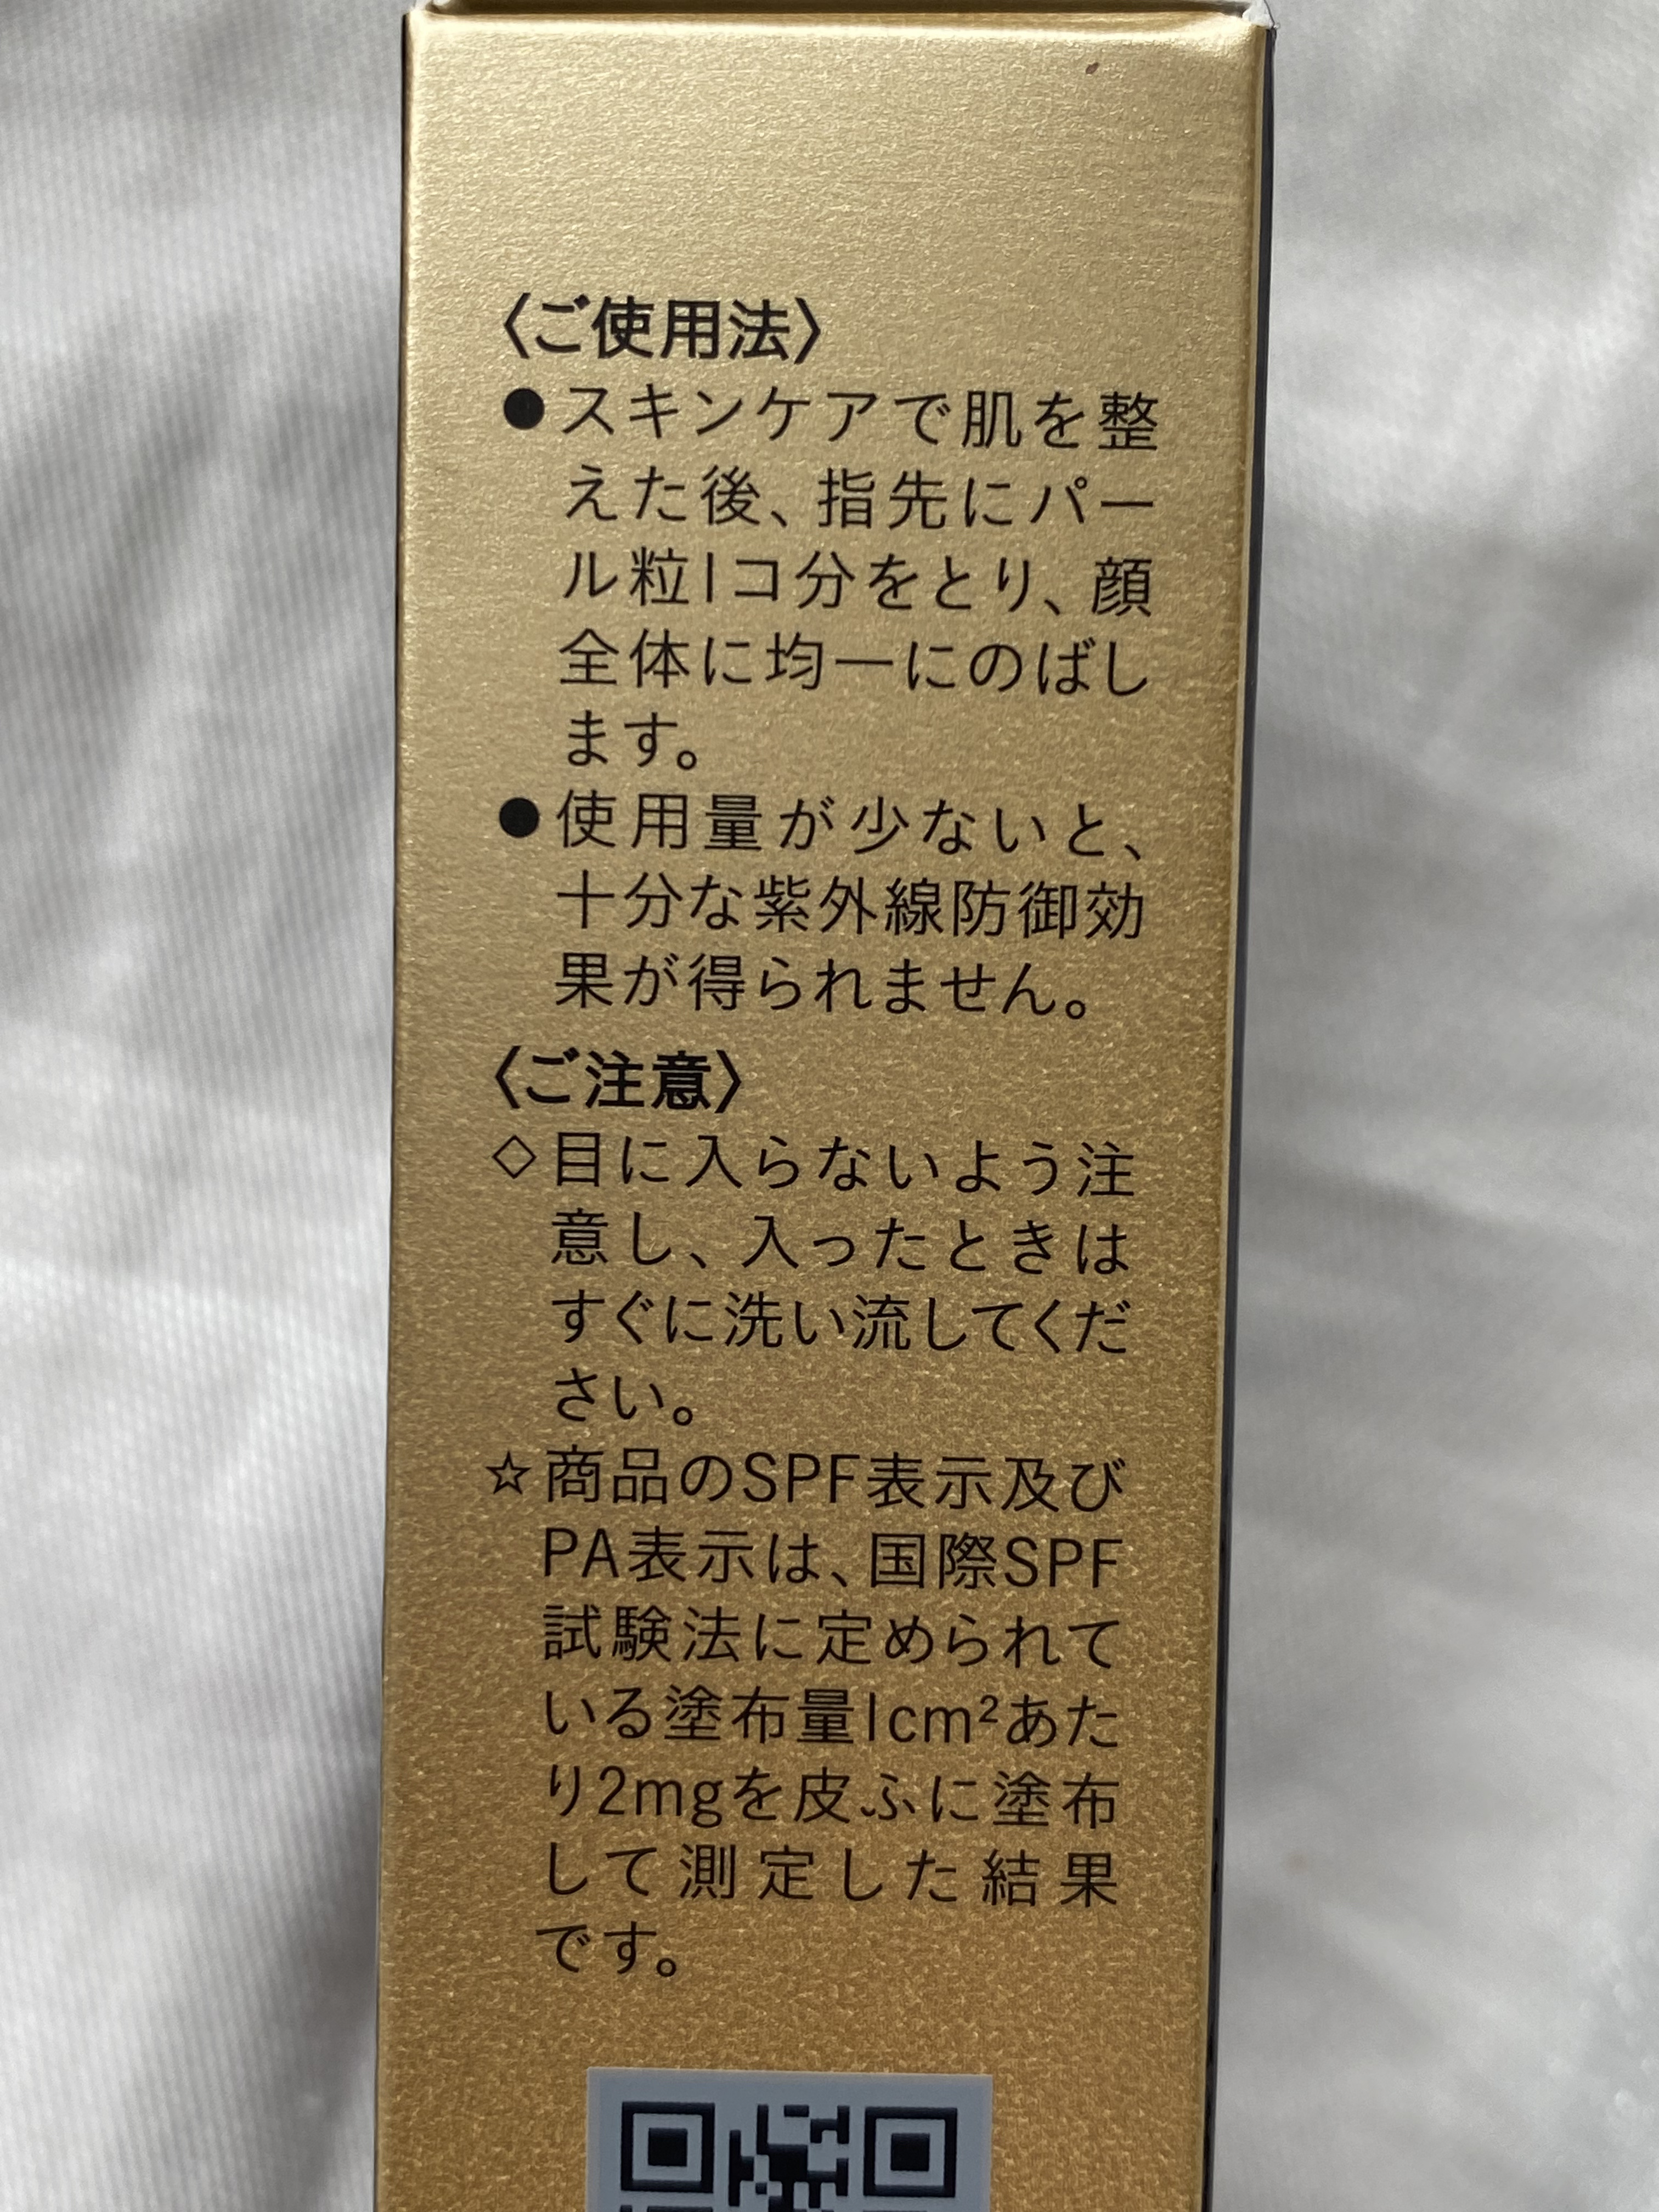 〈ご使用法〉
●スキンケアで肌を整
えた後、指先にパー
ル粒1コ分をとり、顔
全体に均一にのばし
ます。
●使用量が少ないと、
十分な紫外線防御効
果が得られません。
〈ご注意〉
◇目に入らないよう注
意し、入ったときは
すぐに洗い流してくだ
さい。
☆商品のSPF表示及び
PA表示は、国際SPF
試験法に定められて
いる塗布量1cm²あた
り2mgを皮ふに塗布
して測定した結果
です。